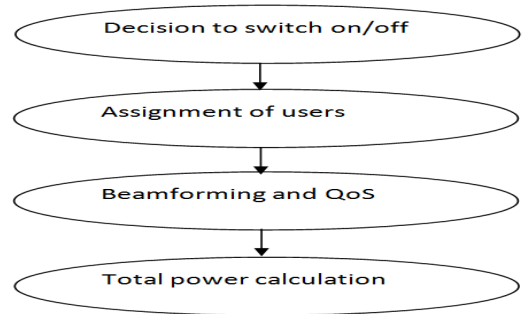 Decision to switch on/off
Assignment of users
Beamforming and QoS
Total power calculation